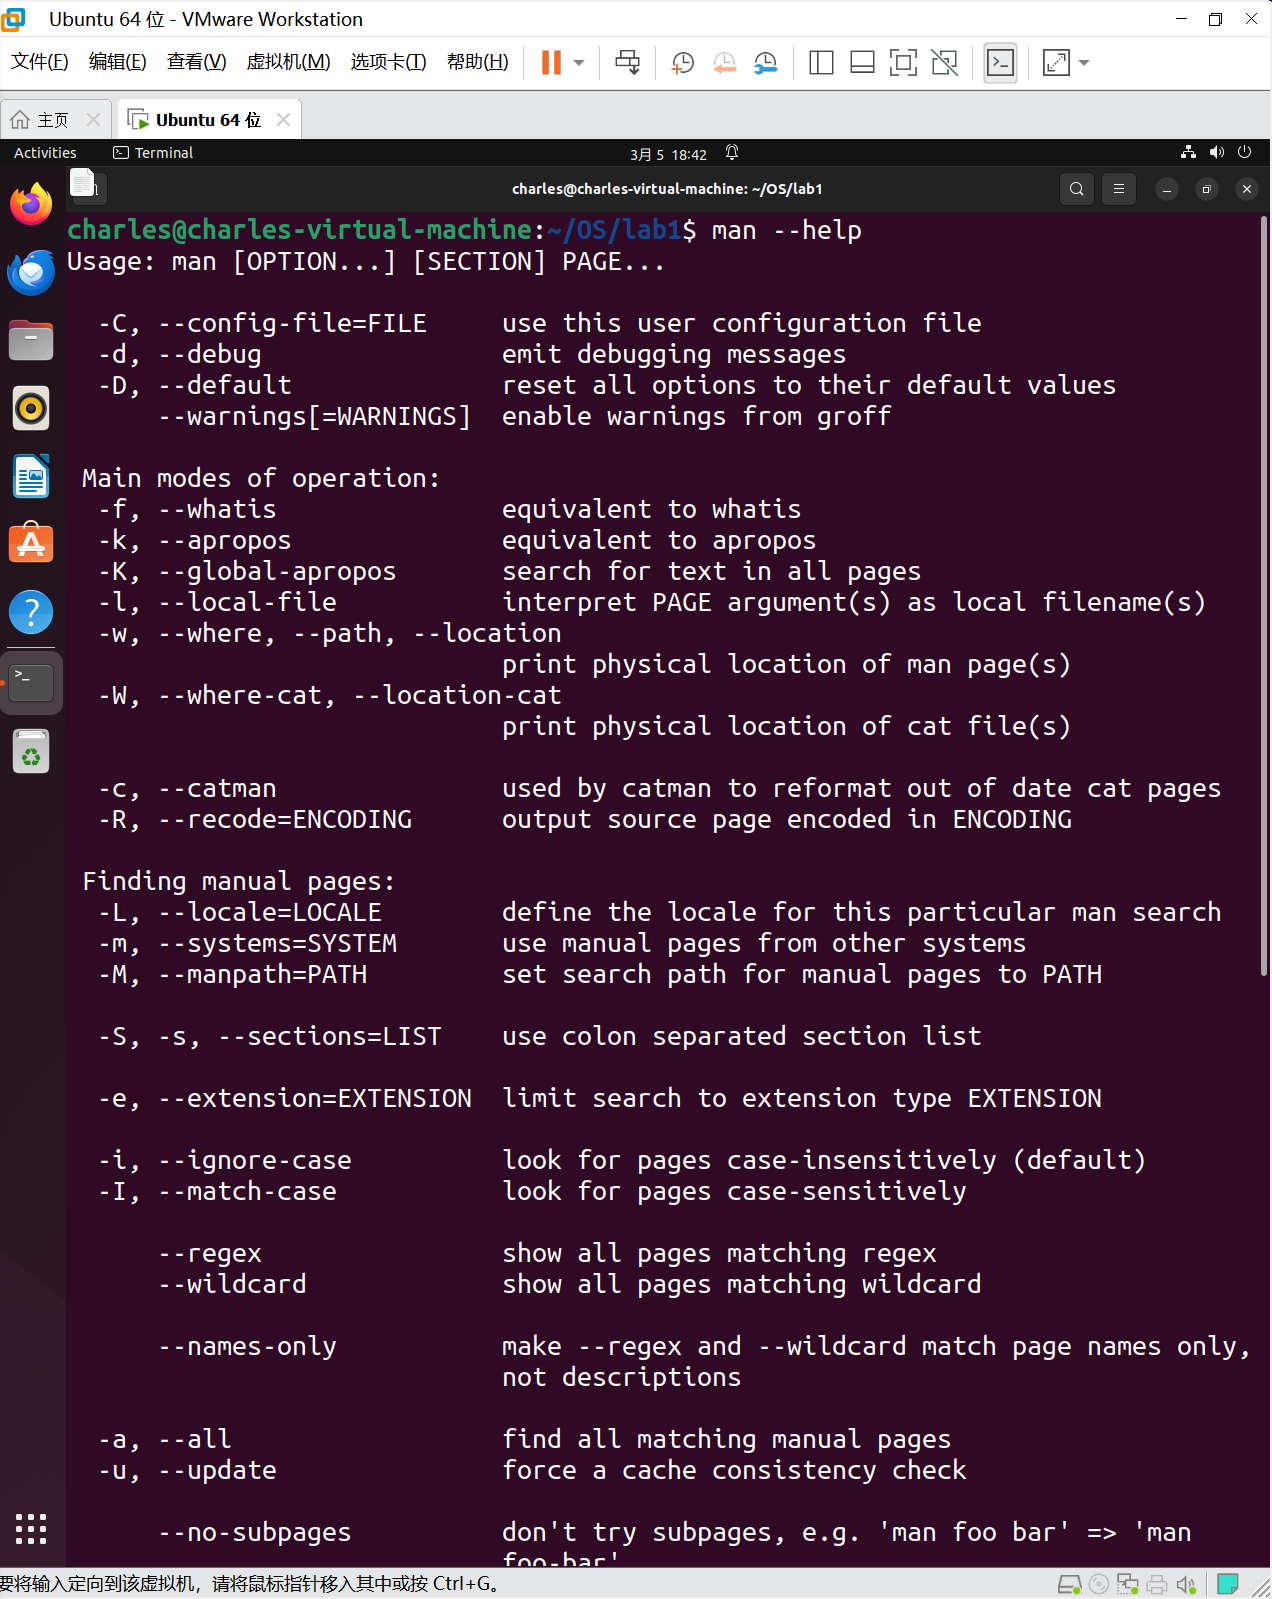 Ubuntu 64 位 - VMware Workstation
文件(F) 编辑(E) 查看(V) 虚拟机(M) 选项卡(T) 帮助(H)
主页 Ubuntu 64 位
Activities Terminal 3月 5 18:42
charles@charles-virtual-machine: ~/OS/lab1
charles@charles-virtual-machine:~/OS/lab1$ man --help
Usage: man [OPTION...] [SECTION] PAGE...
-C, --config-file=FILE use this user configuration file
-d, --debug emit debugging messages
-D, --default reset all options to their default values
--warnings[=WARNINGS] enable warnings from groff
Main modes of operation:
-f, --whatis equivalent to whatis
-k, --apropos equivalent to apropos
-K, --global-apropos search for text in all pages
-l, --local-file interpret PAGE argument(s) as local filename(s)
-w, --where, --path, --location
print physical location of man page(s)
-W, --where-cat, --location-cat
print physical location of cat file(s)
-c, --catman used by catman to reformat out of date cat pages
-R, --recode=ENCODING output source page encoded in ENCODING
Finding manual pages:
-L, --locale=LOCALE define the locale for this particular man search
-m, --systems=SYSTEM use manual pages from other systems
-M, --manpath=PATH set search path for manual pages to PATH
-S, -s, --sections=LIST use colon separated section list
-e, --extension=EXTENSION limit search to extension type EXTENSION
-i, --ignore-case look for pages case-insensitively (default)
-I, --match-case look for pages case-sensitively
--regex show all pages matching regex
--wildcard show all pages matching wildcard
--names-only make --regex and --wildcard match page names only,
not descriptions
-a, --all find all matching manual pages
-u, --update force a cache consistency check
--no-subpages don't try subpages, e.g. 'man foo bar' => 'man
foo-bar'
要将输入定向到该虚拟机，请将鼠标指针移入其中或按 Ctrl+G。